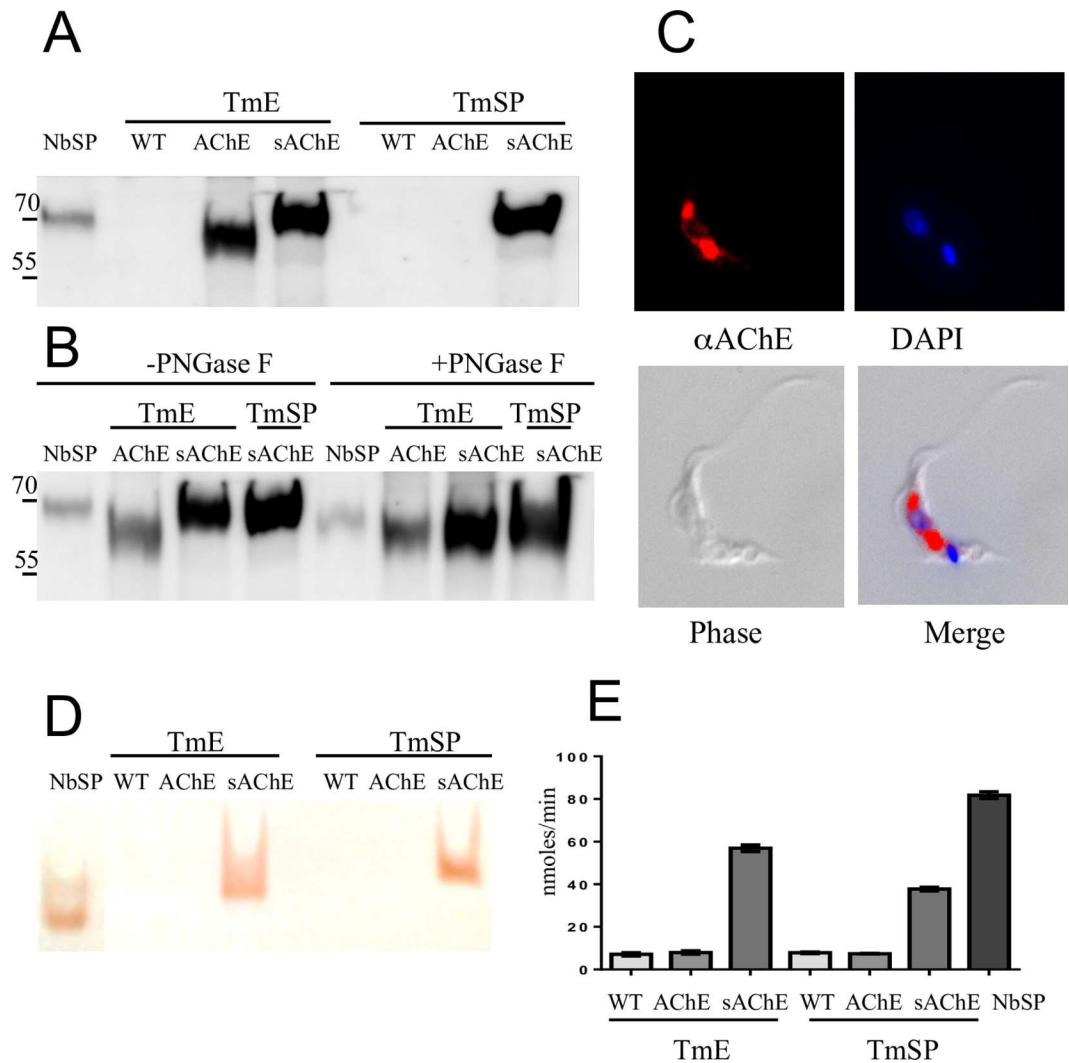 A
TmE TmSP
NbSP WT AChE sAChE WT AChE sAChE
70
55
B
-PNGase F +PNGase F
TmE TmSP TmE TmSP
NbSP AChE sAChE sAChE NbSP AChE sAChE sAChE
70
55
C
αAChE DAPI
Phase Merge
D
TmE TmSP
NbSP WT AChE sAChE WT AChE sAChE
E
nmoles/min
100
80
60
40
20
0
WT AChE sAChE WT AChE sAChE NbSP
TmE TmSP